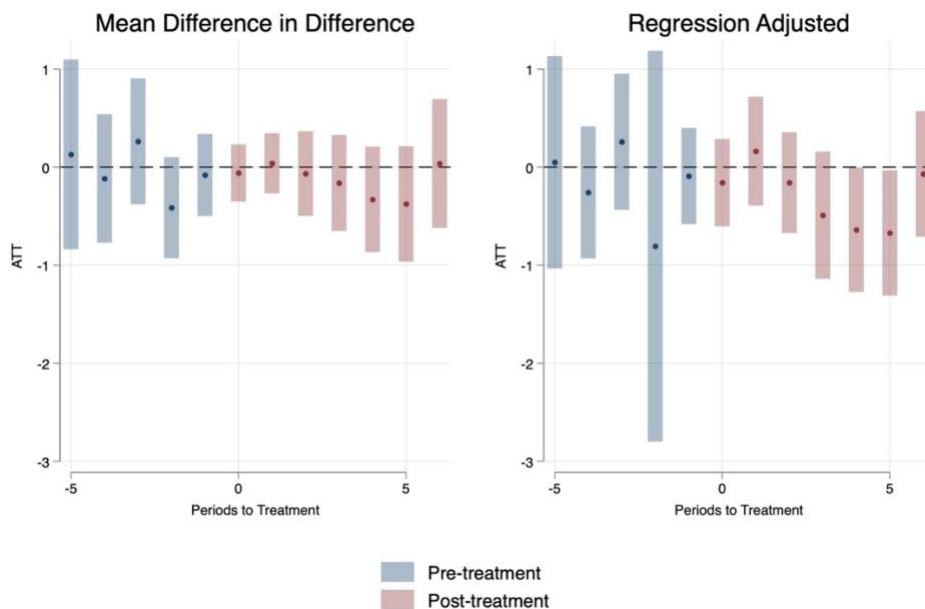 Mean Difference in Difference
Regression Adjusted
1
0
-1
-2
-3
ATT
-5
0
5
Periods to Treatment
1
0
-1
-2
-3
ATT
-5
0
5
Periods to Treatment
Pre-treatment
Post-treatment